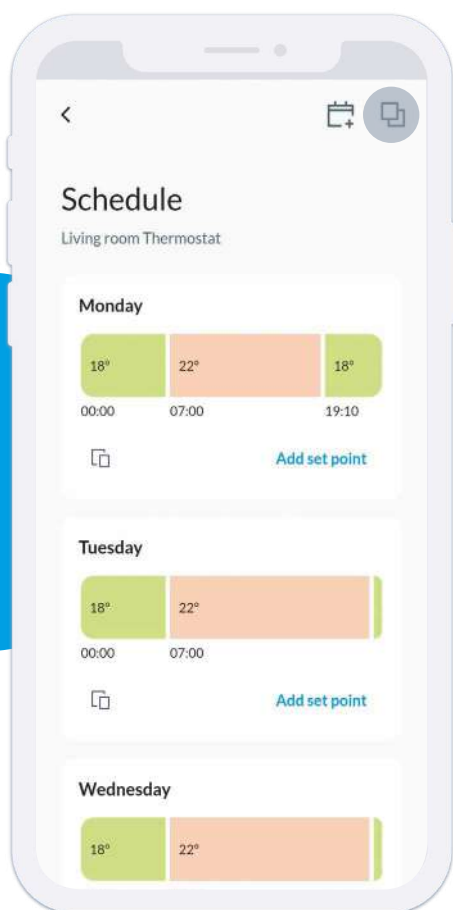 Schedule
Living room Thermostat
Monday
18° 22° 18°
00:00 07:00 19:10
Add set point
Tuesday
18° 22°
00:00 07:00
Add set point
Wednesday
18° 22°